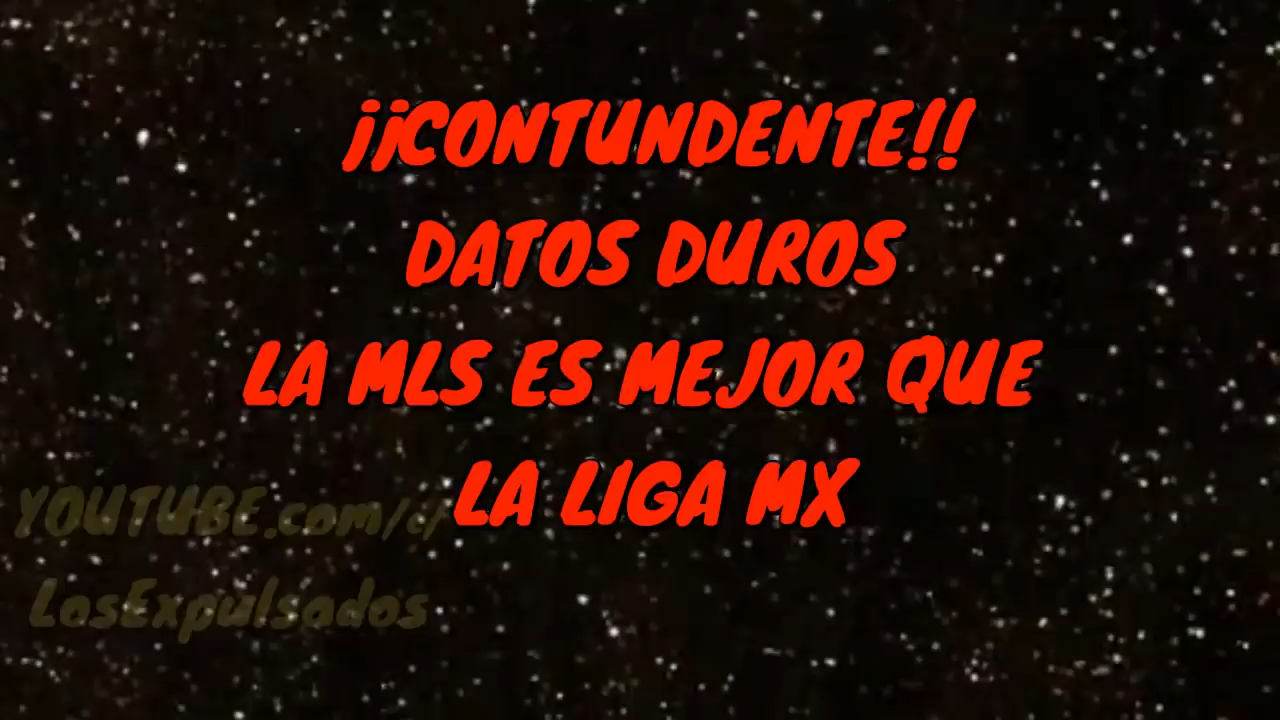 ¡¡CONTUNDENTE!!
DATOS DUROS
LA MLS ES MEJOR QUE
LA LIGA MX
YOUTUBE.com/c/
LosExpulsados